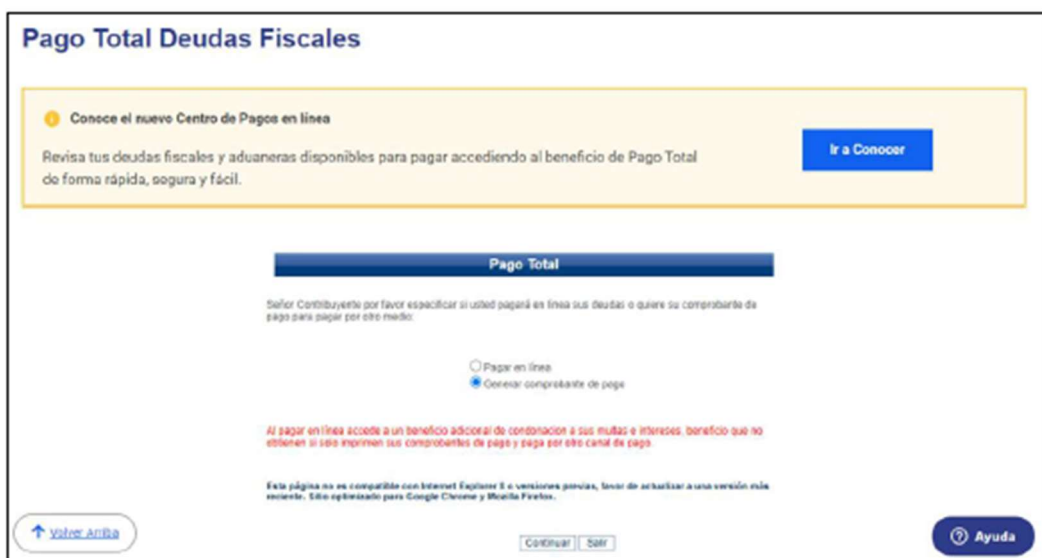 Pago Total Deudas Fiscales
Conoce el nuevo Centro de Pagos en línea
Revisa tus deudas fiscales y aduaneras disponibles para pagar accediendo al beneficio de Pago Total
de forma rápida, segura y fácil.
Ir a Conocer
Pago Total
Señor Contribuyente por favor especificar si usted pagará en línea sus deudas o quiere su comprobante de
pago para pagar por otro medio:
Pagar en línea
Generar comprobante de pago
Al pagar en línea accede a un beneficio adicional de condonacion a sus multas e intereses, beneficio que no
obtienen si solo imprimen sus comprobantes de pago y paga por otro canal de pago.
Esta página no es compatible con Internet Explorer 8 o versiones previas, favor de actualizar a una versión más
reciente. Sitio optimizado para Google Chrome y Mozilla Firefox.
Volver Arriba
Continuar Salir
Ayuda